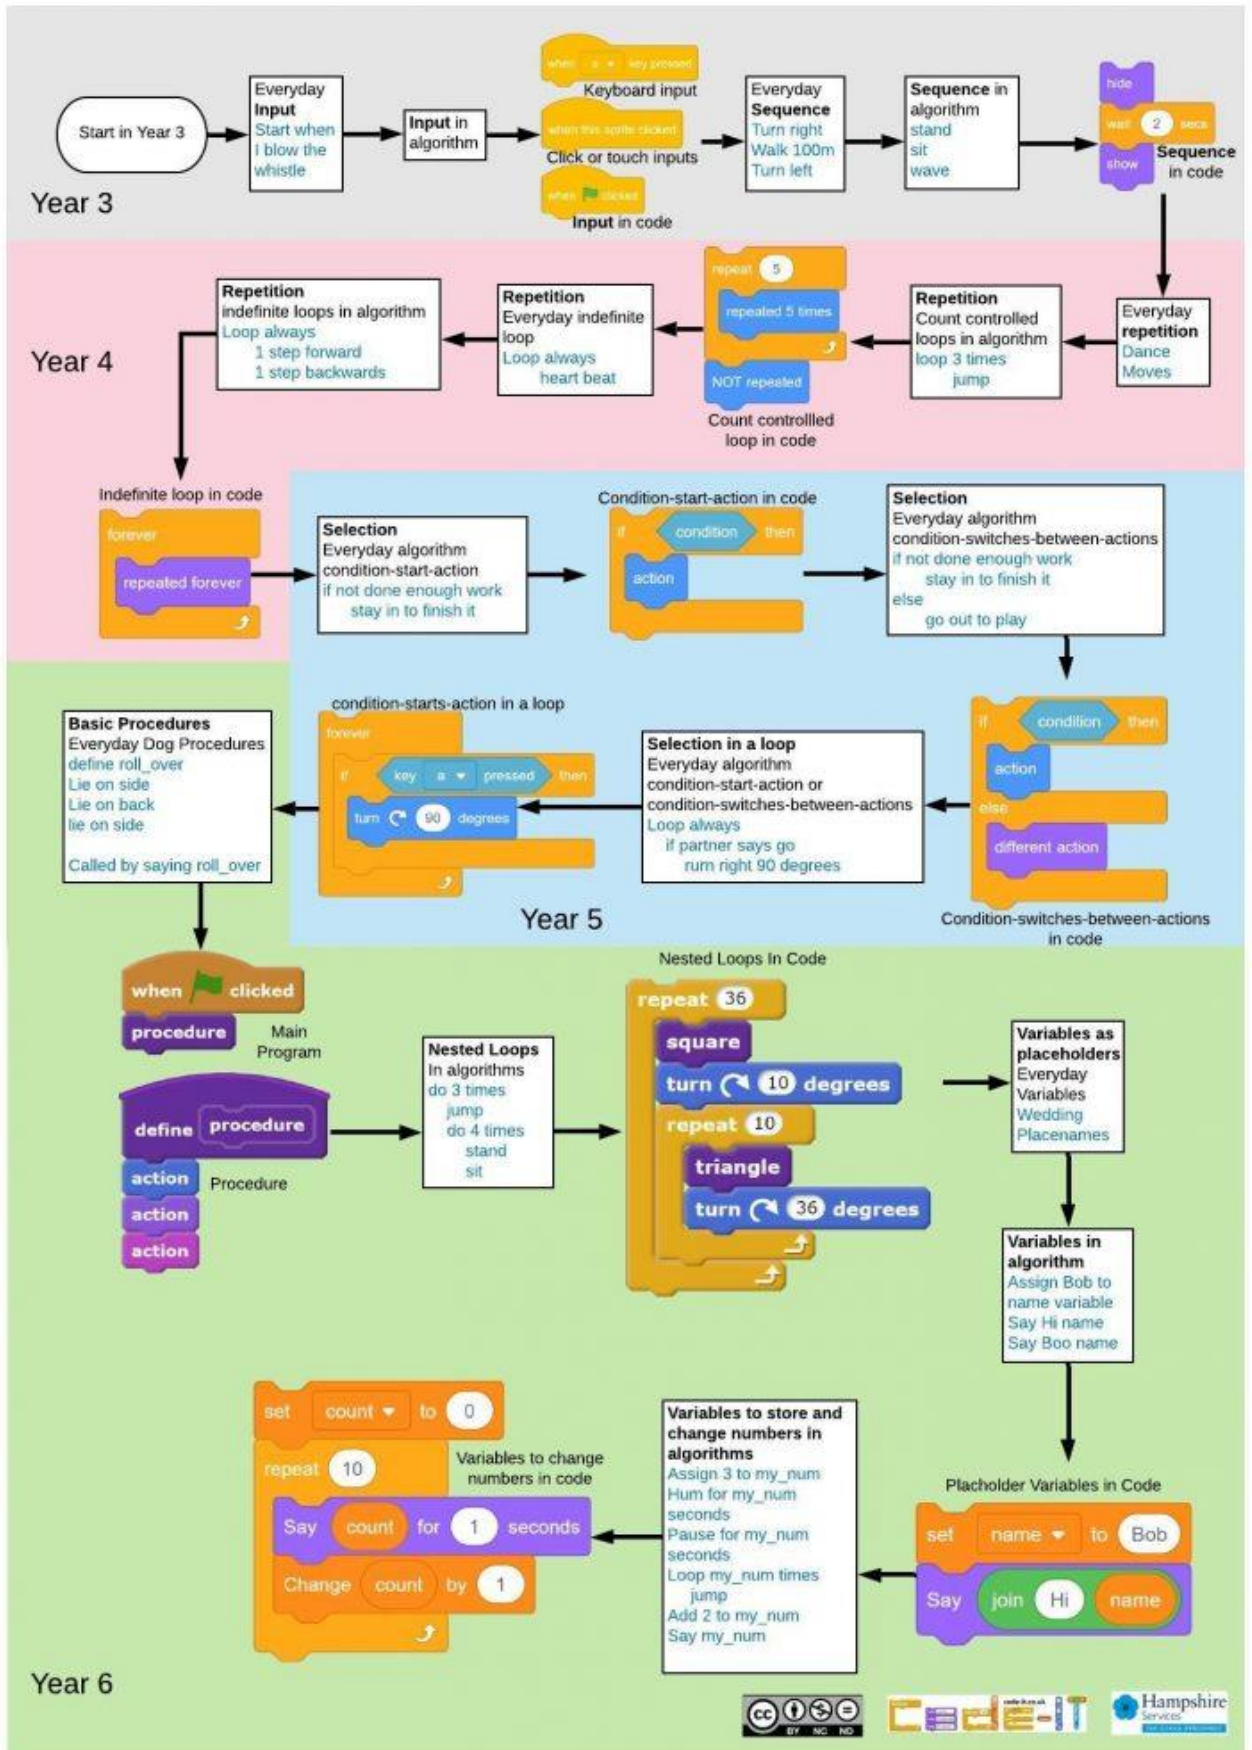 Start in Year 3
Everyday
Input
Start when
I blow the
whistle
Input in
algorithm
when a key pressed
Keyboard input
when this sprite clicked
Click or touch inputs
when clicked
Input in code
Everyday
Sequence
Turn right
Walk 100m
Turn left
Sequence in
algorithm
stand
sit
wave
hide
wait 2 secs
show
Sequence
in code
Year 3
Everyday
repetition
Dance
Moves
Repetition
Count controlled
loops in algorithm
loop 3 times
jump
repeat 5
repeated 5 times
NOT repeated
Count controllled
loop in code
Repetition
Everyday indefinite
loop
Loop always
heart beat
Repetition
indefinite loops in algorithm
Loop always
1 step forward
1 step backwards
Year 4
Indefinite loop in code
forever
repeated forever
Selection
Everyday algorithm
condition-start-action
if not done enough work
stay in to finish it
Condition-start-action in code
if condition then
action
Selection
Everyday algorithm
condition-switches-between-actions
if not done enough work
stay in to finish it
else
go out to play
if condition then
action
else
different action
Condition-switches-between-actions
in code
Selection in a loop
Everyday algorithm
condition-start-action or
condition-switches-between-actions
Loop always
if partner says go
rurn right 90 degrees
condition-starts-action in a loop
forever
if key a pressed then
turn 90 degrees
Year 5
Basic Procedures
Everyday Dog Procedures
define roll_over
Lie on side
Lie on back
lie on side
Called by saying roll_over
when clicked
procedure
Main
Program
define procedure
action
action
action
Procedure
Nested Loops
In algorithms
do 3 times
jump
do 4 times
stand
sit
Nested Loops In Code
repeat 36
square
turn 10 degrees
repeat 10
triangle
turn 36 degrees
Variables as
placeholders
Everyday
Variables
Wedding
Placenames
Variables in
algorithm
Assign Bob to
name variable
Say Hi name
Say Boo name
Placholder Variables in Code
set name to Bob
Say join Hi name
Variables to store and
change numbers in
algorithms
Assign 3 to my_num
Hum for my_num
seconds
Pause for my_num
seconds
Loop my_num times
jump
Add 2 to my_num
Say my_num
Variables to change
numbers in code
set count to 0
repeat 10
Say count for 1 seconds
Change count by 1
Year 6
cc
BY NC ND
code-it.co.uk
Code-IT
Hampshire
Services